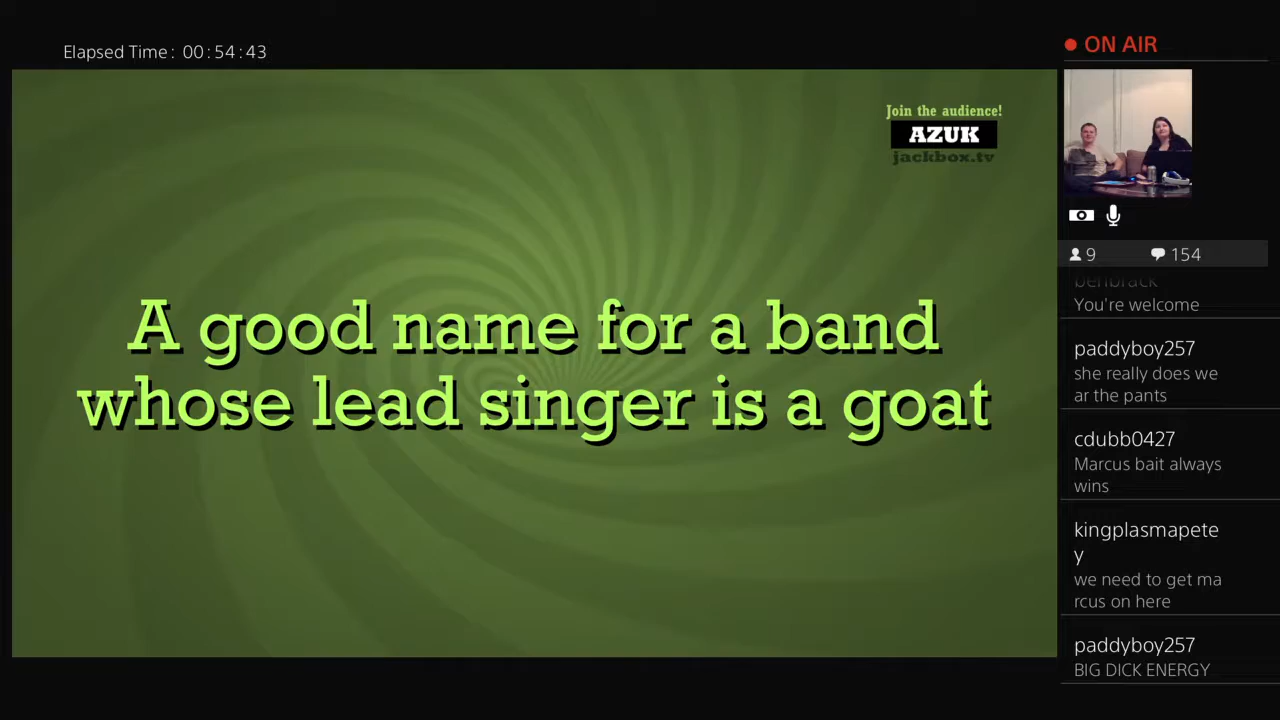 Elapsed Time: 00:54:43
ON AIR
Join the audience!
AZUK
jackbox.tv
A good name for a band
whose lead singer is a goat
9
154
benbrack
You're welcome
paddyboy257
she really does we
ar the pants
cdubb0427
Marcus bait always
wins
kingplasmapete
y
we need to get ma
rcus on here
paddyboy257
BIG DICK ENERGY